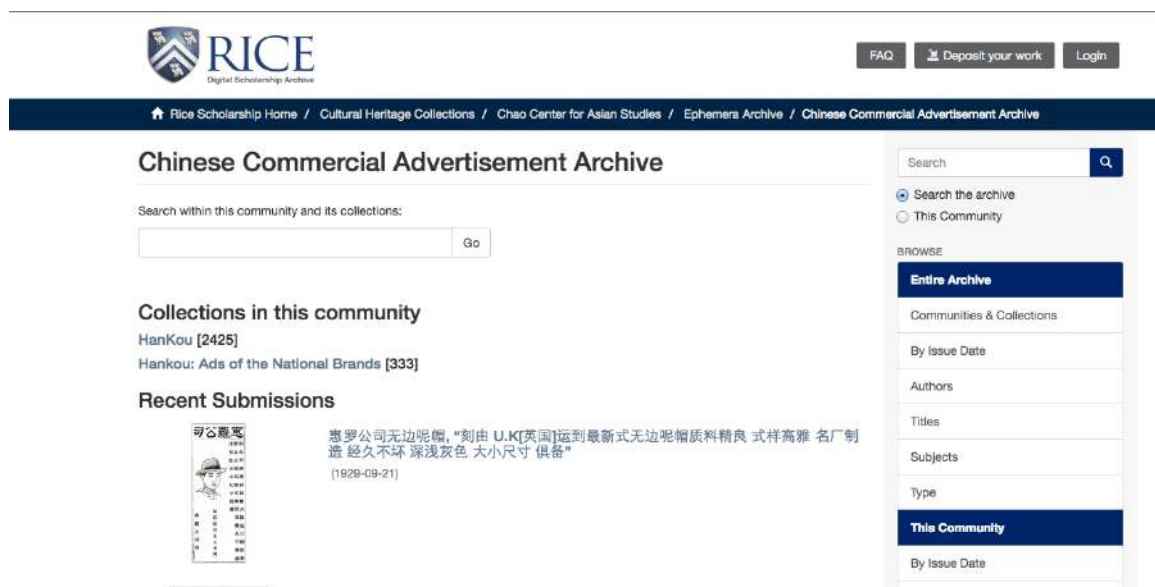 RICE
Digital Scholarship Archive
FAQ
Deposit your work
Login
Rice Scholarship Home / Cultural Heritage Collections / Chao Center for Asian Studies / Ephemera Archive / Chinese Commercial Advertisement Archive
Chinese Commercial Advertisement Archive
Search within this community and its collections:
Go
Collections in this community
HanKou [2425]
Hankou: Ads of the National Brands [333]
Recent Submissions
司公羅惠
惠罗公司无边呢帽, “刻由 U.K[英国]运到最新式无边呢帽质料精良 式样高雅 名厂制
造 经久不坏 深浅灰色 大小尺寸 俱备”
(1929-09-21)
Search
Search the archive
This Community
BROWSE
Entire Archive
Communities & Collections
By Issue Date
Authors
Titles
Subjects
Type
This Community
By Issue Date